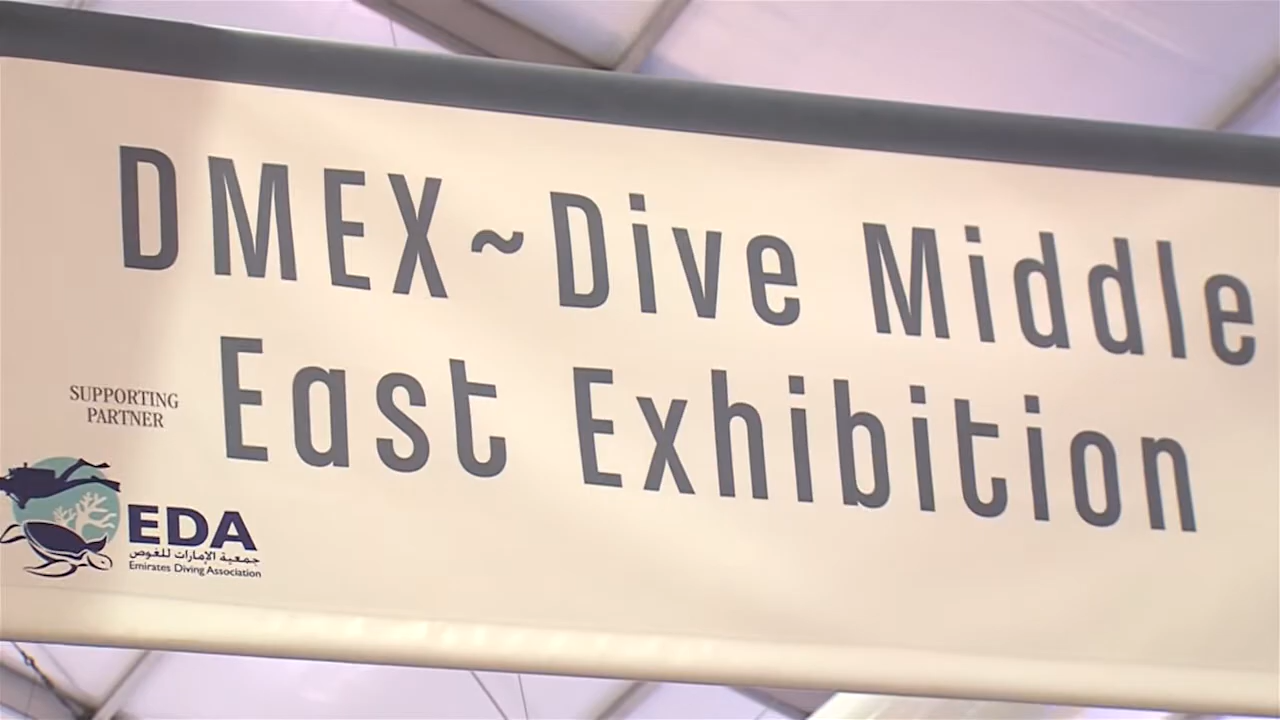 DMEX~Dive Middle
East Exhibition
SUPPORTING
PARTNER
EDA
جمعية الإمارات للغوص
Emirates Diving Association